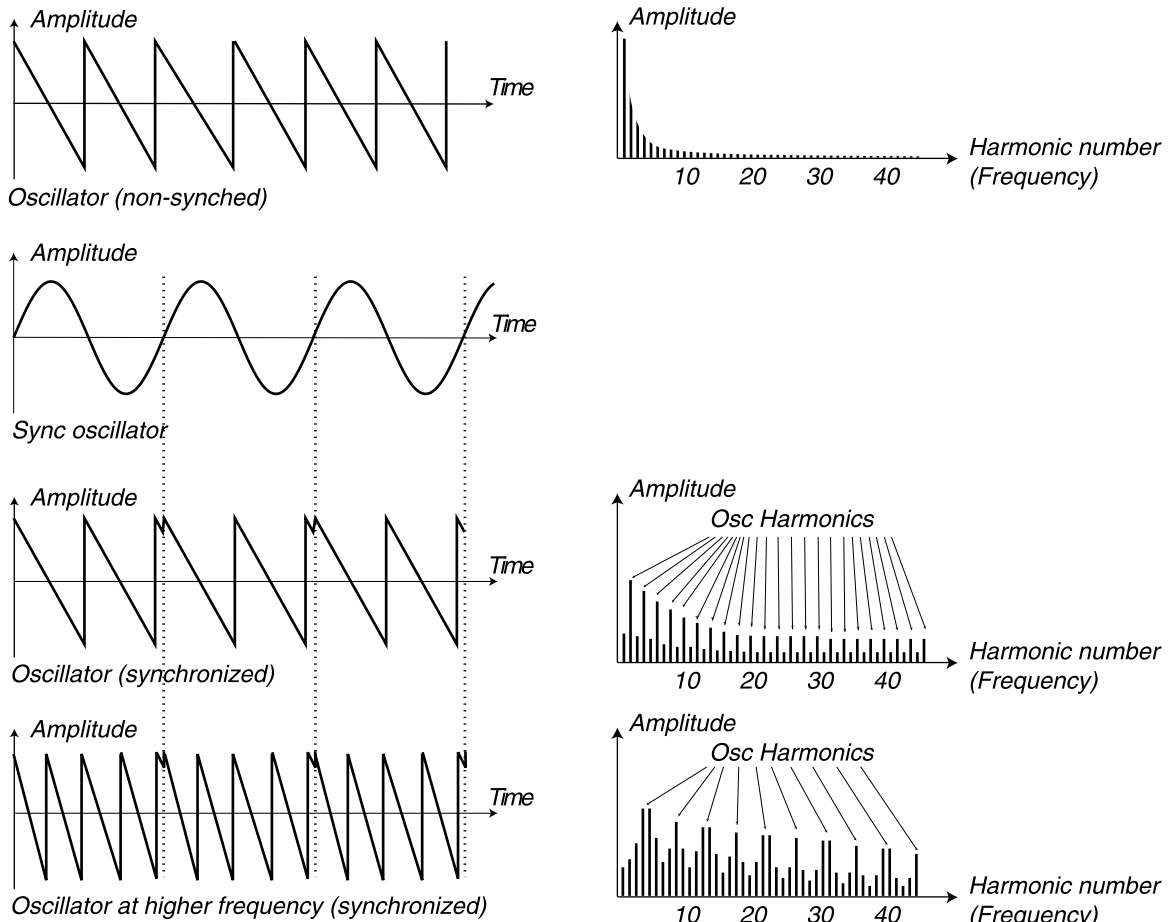 Amplitude
Time
Oscillator (non-synched)
Amplitude
Harmonic number
(Frequency)
10 20 30 40
Amplitude
Time
Sync oscillator
Amplitude
Time
Oscillator (synchronized)
Amplitude
Osc Harmonics
Harmonic number
(Frequency)
10 20 30 40
Amplitude
Time
Oscillator at higher frequency (synchronized)
Amplitude
Osc Harmonics
Harmonic number
(Frequency)
10 20 30 40